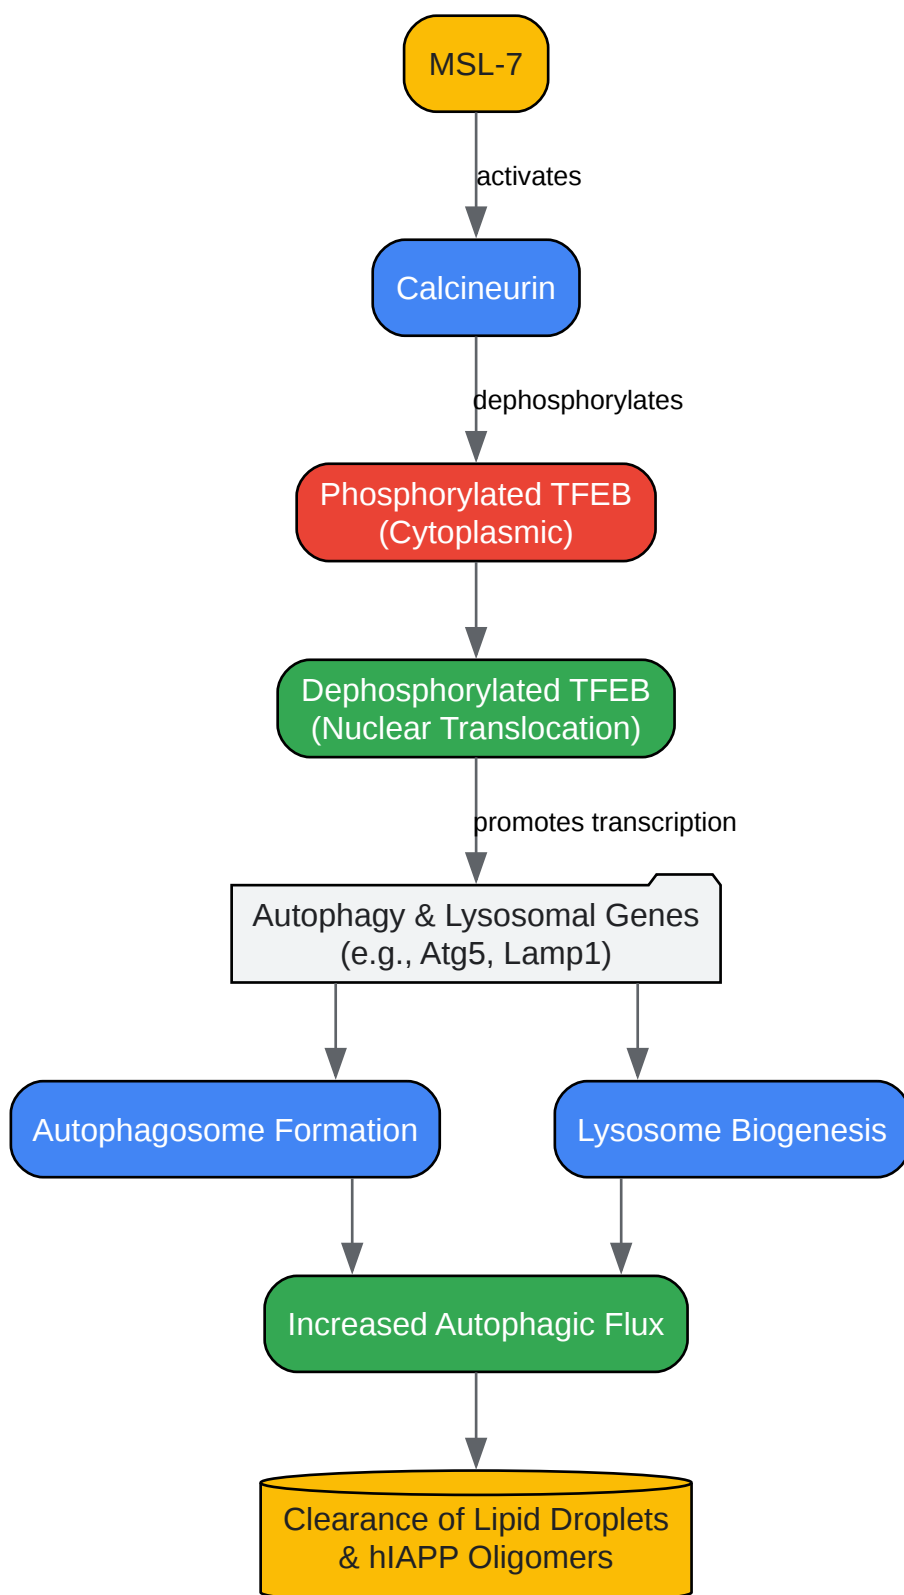 MSL-7
activates
Calcineurin
dephosphorylates
Phosphorylated TFEB
(Cytoplasmic)
Dephosphorylated TFEB
(Nuclear Translocation)
promotes transcription
Autophagy & Lysosomal Genes
(e.g., Atg5, Lamp1)
Autophagosome Formation
Lysosome Biogenesis
Increased Autophagic Flux
Clearance of Lipid Droplets
& hIAPP Oligomers